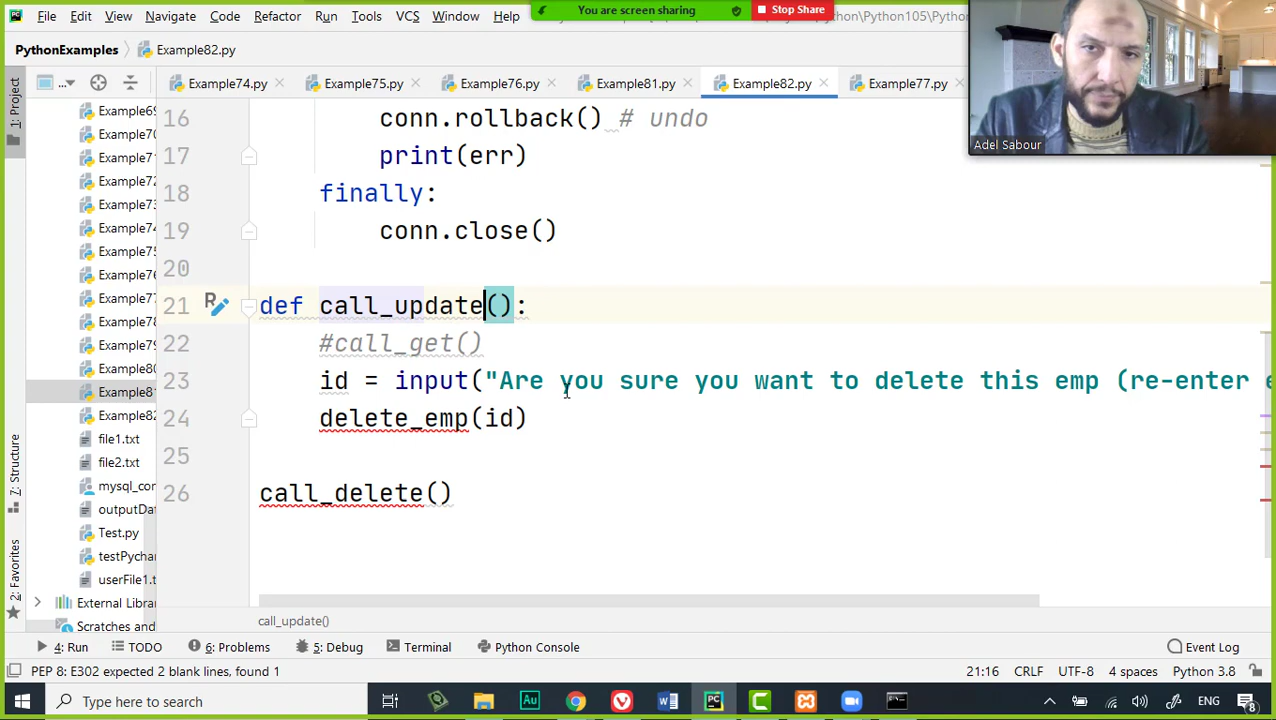 File Edit View Navigate Code Refactor Run Tools VCS Window Help
You are screen sharing Stop Share
python\Python105\
PythonExamples Example82.py
Example74.py Example75.py Example76.py Example81.py Example82.py Example77.py
1: Project
7: Structure
2: Favorites
Example69
Example70
Example71
Example72
Example73
Example74
Example75
Example76
Example77
Example78
Example79
Example80
Example8
Example82
file1.txt
file2.txt
mysql_cor
outputDat
Test.py
testPychar
userFile1.t
External Librar
Scratches and
16 conn.rollback() # undo
17 print(err)
18 finally:
19 conn.close()
20
21 def call_update():
22 #call_get()
23 id = input("Are you sure you want to delete this emp (re-enter e
24 delete_emp(id)
25
26 call_delete()
Adel Sabour
call_update()
4: Run TODO 6: Problems 5: Debug Terminal Python Console Event Log
PEP 8: E302 expected 2 blank lines, found 1 21:16 CRLF UTF-8 4 spaces Python 3.8
Type here to search ENG 8